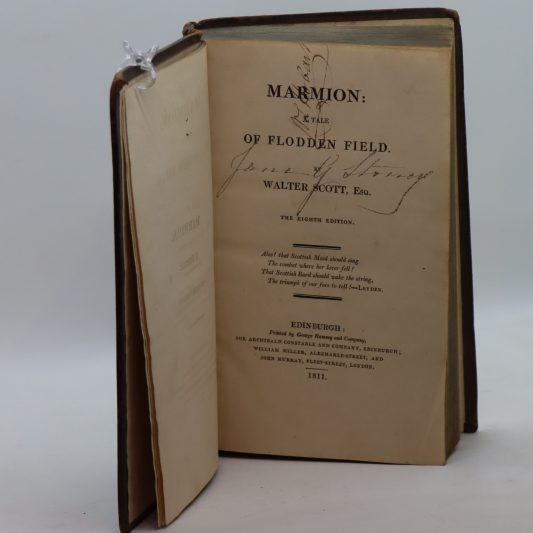 MARMION:
A TALE
OF FLODDEN FIELD.
BY
WALTER SCOTT, Esq.
THE EIGHTH EDITION.
Alas! that Scottish Maid should sing
The combat where her lover fell!
That Scottish Bard should wake the string,
The triumph of our foes to tell!—LEYDEN.
EDINBURGH:
Printed by George Ramsay and Company,
FOR ARCHIBALD CONSTABLE AND COMPANY, EDINBURGH;
WILLIAM MILLER, ALBEMARLE-STREET, AND
JOHN MURRAY, FLEET-STREET, LONDON.
1811.